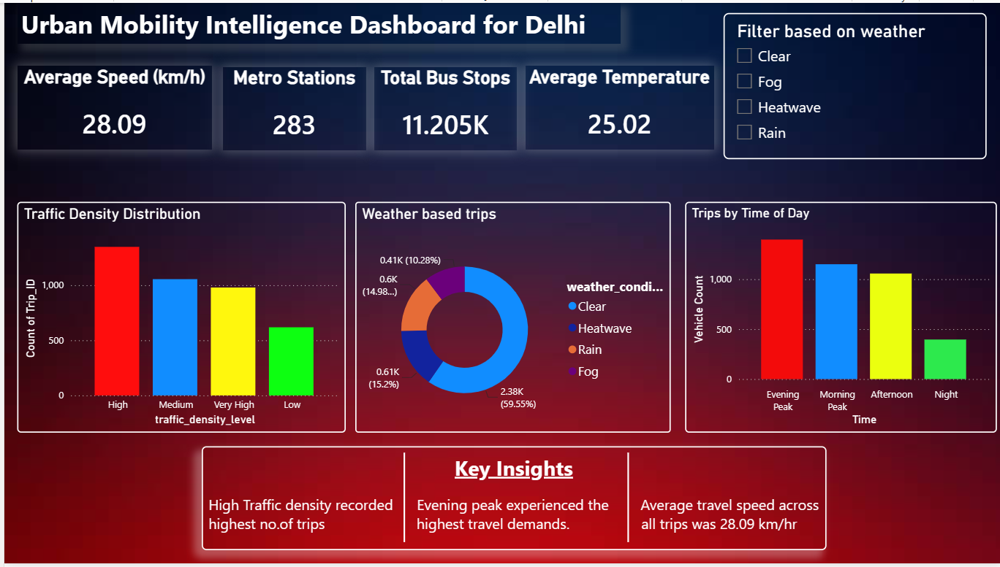 Urban Mobility Intelligence Dashboard for Delhi
Filter based on weather
Clear
Fog
Heatwave
Rain
Average Speed (km/h)
28.09
Metro Stations
283
Total Bus Stops
11.205K
Average Temperature
25.02
Traffic Density Distribution
Count of Trip_ID
1,000
500
0
High
Medium
Very High
Low
traffic_density_level
Weather based trips
0.41K (10.28%)
0.6K
(14.98...)
0.61K
(15.2%)
2.38K
(59.55%)
weather_condi...
Clear
Heatwave
Rain
Fog
Trips by Time of Day
Vehicle Count
1,000
500
0
Evening
Peak
Morning
Peak
Afternoon
Night
Time
Key Insights
High Traffic density recorded
highest no.of trips
Evening peak experienced the
highest travel demands.
Average travel speed across
all trips was 28.09 km/hr